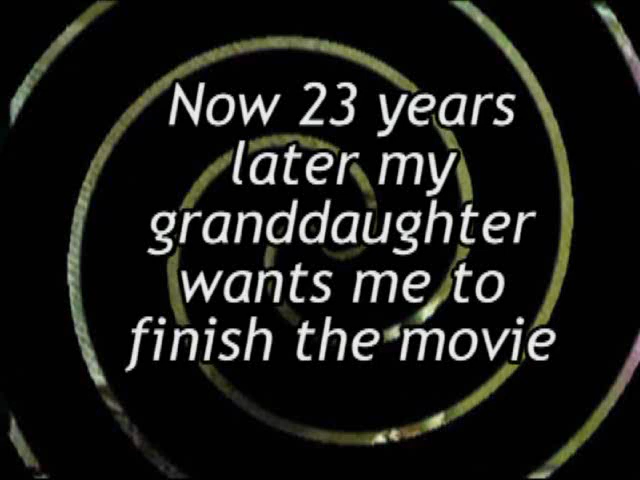 Now 23 years
later my
granddaughter
wants me to
finish the movie